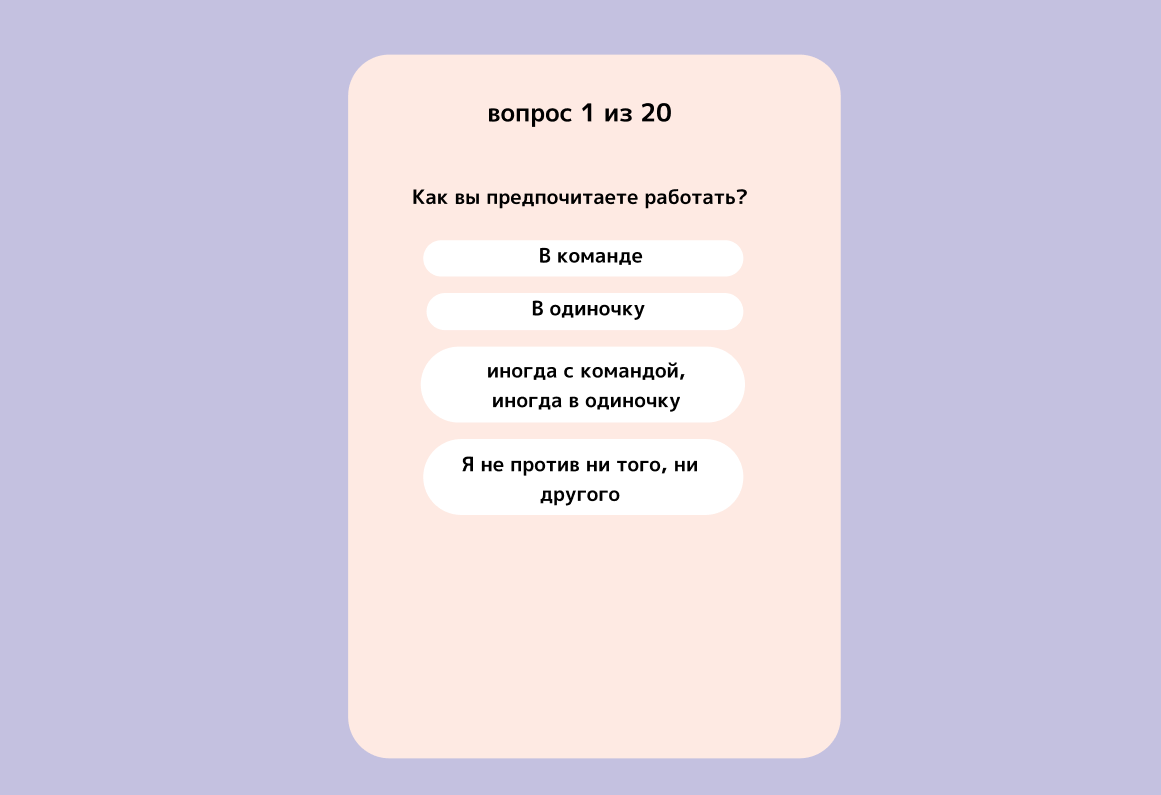 вопрос 1 из 20
Как вы предпочитаете работать?
В команде
В одиночку
иногда с командой,
иногда в одиночку
Я не против ни того, ни
другого